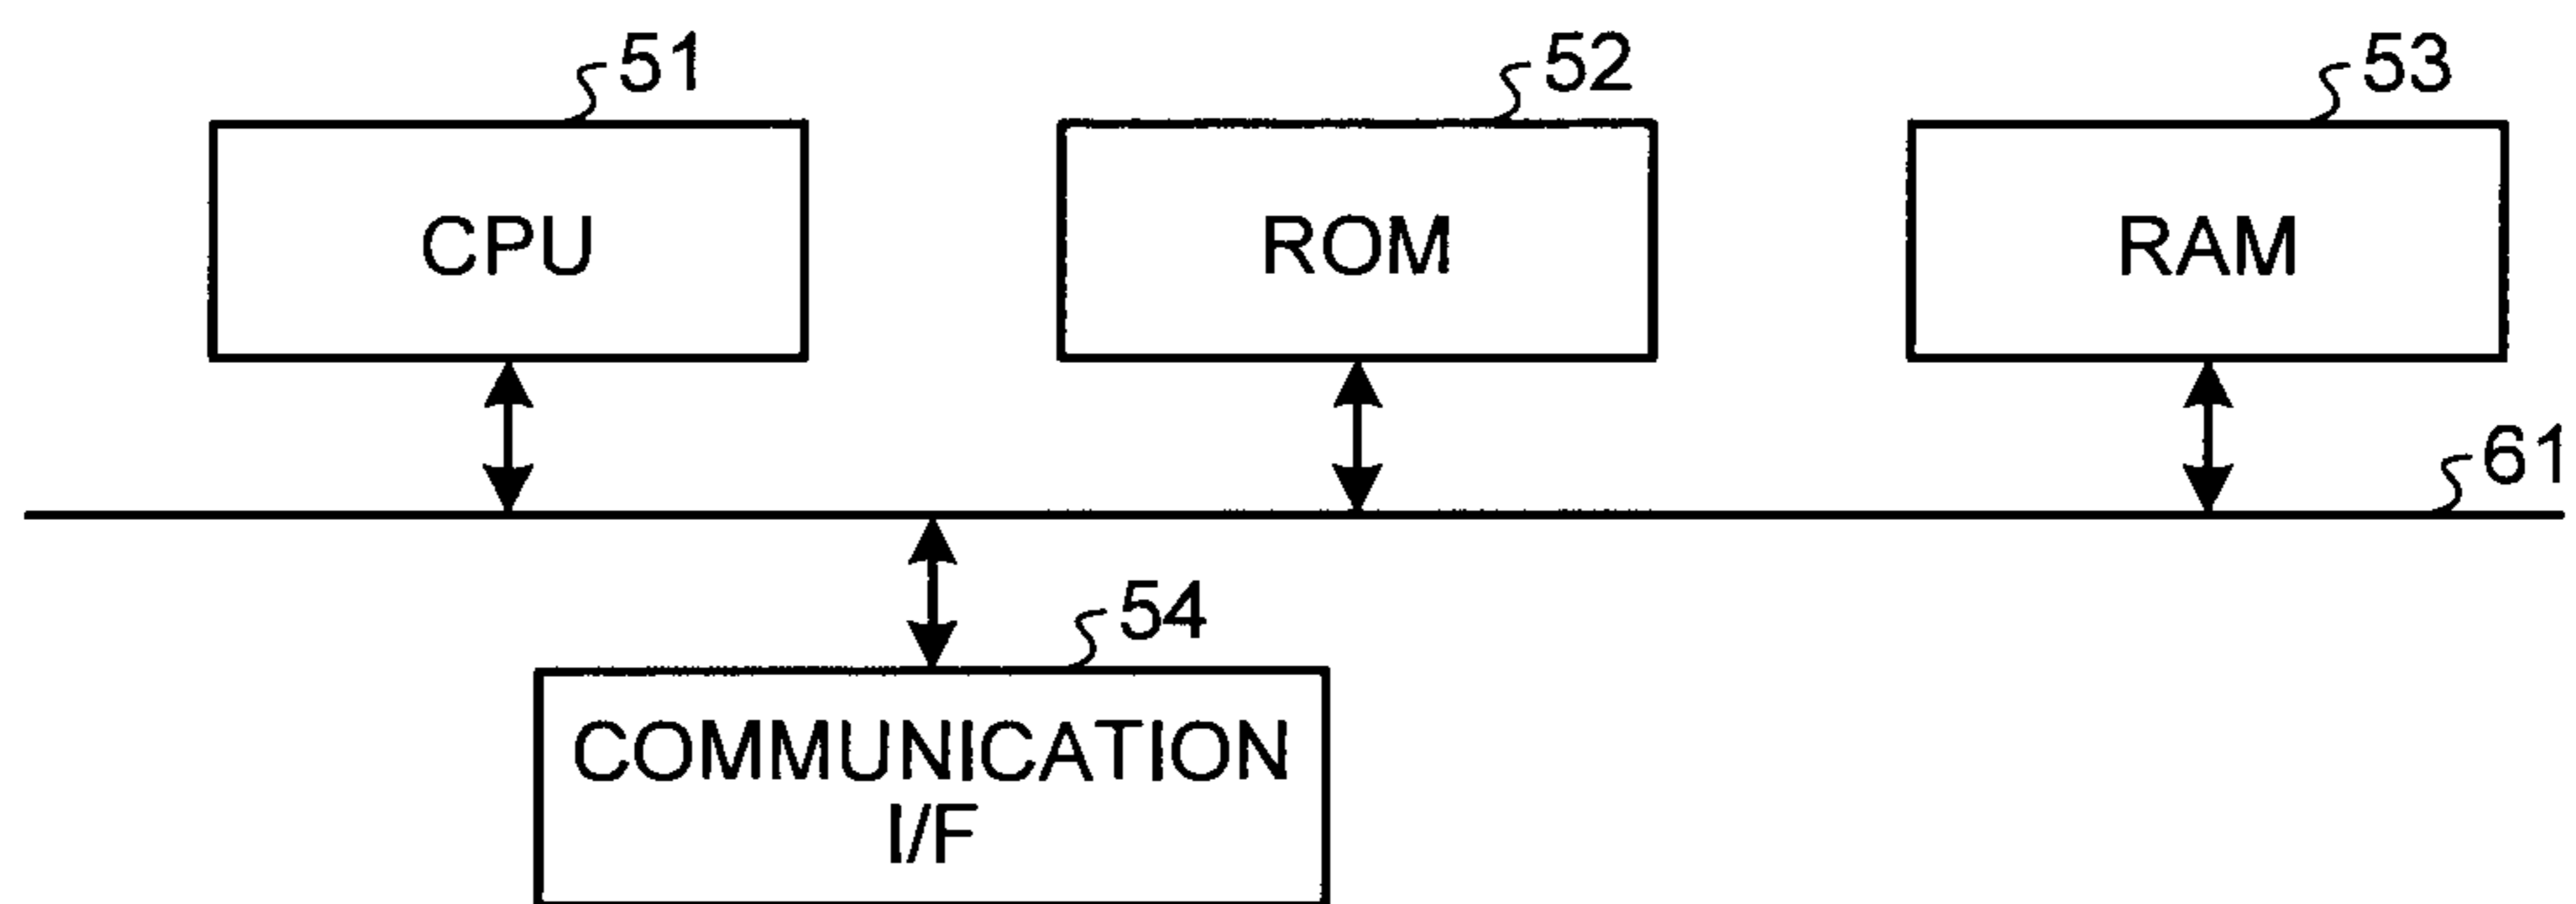 51
52
53
CPU
ROM
RAM
61
54
COMMUNICATION
I/F